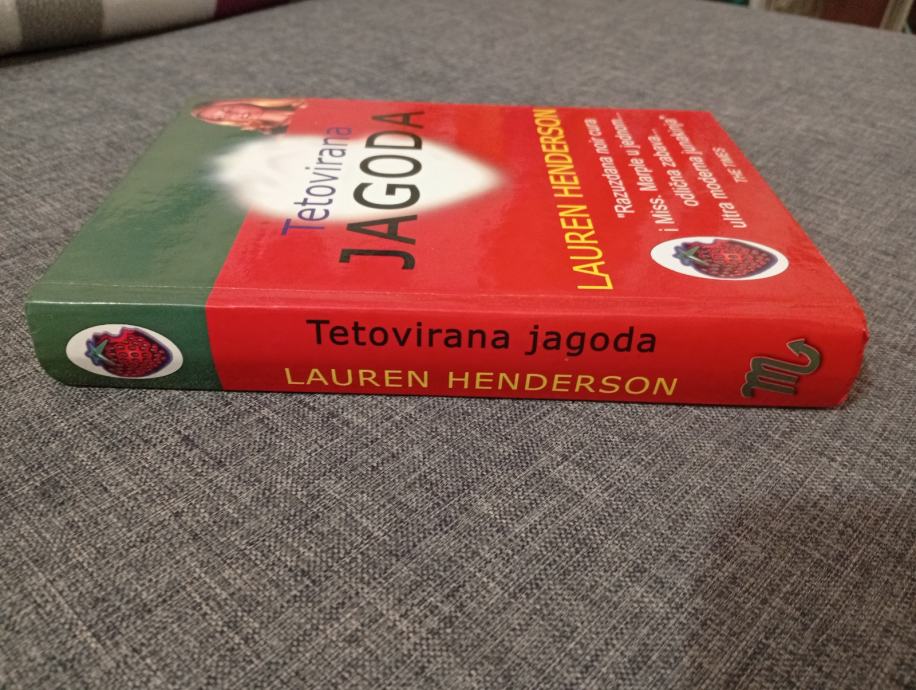 Tetovirana
JAGODA
LAUREN HENDERSON
"Razuzdana noir cura
i Miss. Marple u jednom...
odlična zabava...
ultra moderna junakinja"
THE TIMES
Tetovirana jagoda
LAUREN HENDERSON